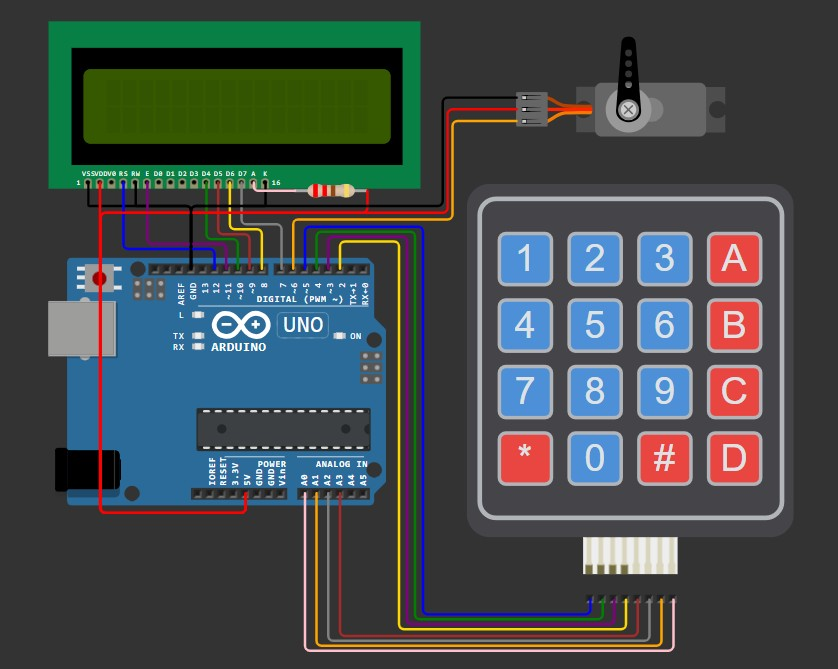 VSS VDD V0 RS RW E D0 D1 D2 D3 D4 D5 D6 D7 A K
1 16
AREF GND 13 12 ~11 ~10 ~9 8 7 ~6 ~5 4 ~3 2 TX→1 RX←0
DIGITAL (PWM ~)
L
TX
RX
UNO
ARDUINO
ON
POWER ANALOG IN
IOREF RESET 3.3V 5V GND GND Vin A0 A1 A2 A3 A4 A5
1 2 3 A
4 5 6 B
7 8 9 C
* 0 # D